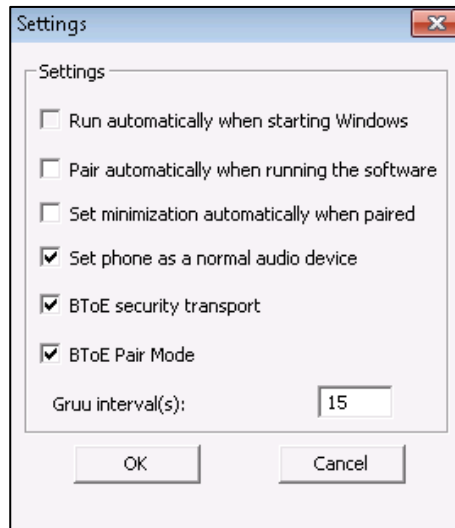 Settings
Settings
Run automatically when starting Windows
Pair automatically when running the software
Set minimization automatically when paired
Set phone as a normal audio device
BToE security transport
BToE Pair Mode
Gruu interval(s): 15
OK Cancel